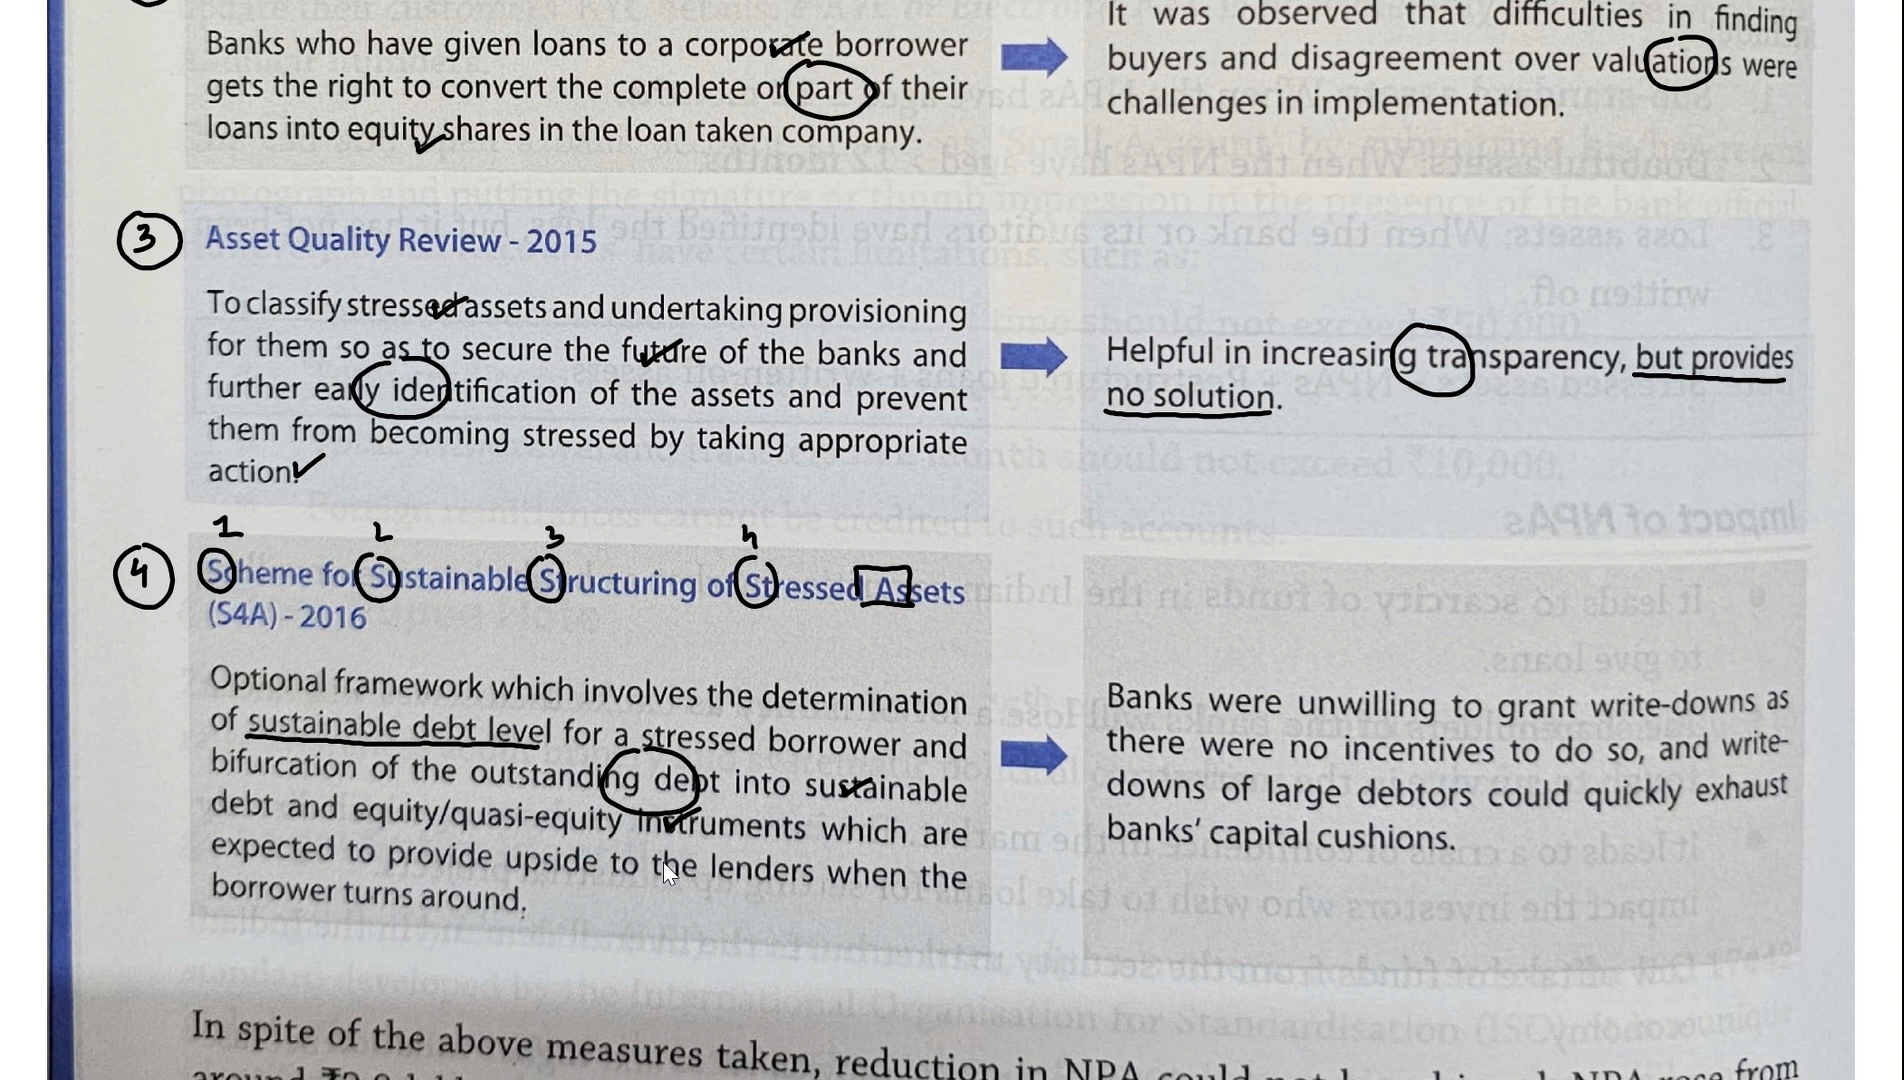 Banks who have given loans to a corporate borrower
gets the right to convert the complete or part of their
loans into equity shares in the loan taken company.
It was observed that difficulties in finding
buyers and disagreement over valuations were
challenges in implementation.
3
Asset Quality Review - 2015
To classify stressed assets and undertaking provisioning
for them so as to secure the future of the banks and
further early identification of the assets and prevent
them from becoming stressed by taking appropriate
action.
Helpful in increasing transparency, but provides
no solution.
1 2 3 4
4
Scheme for Sustainable Structuring of Stressed Assets
(S4A) - 2016
Optional framework which involves the determination
of sustainable debt level for a stressed borrower and
bifurcation of the outstanding debt into sustainable
debt and equity/quasi-equity instruments which are
expected to provide upside to the lenders when the
borrower turns around.
Banks were unwilling to grant write-downs as
there were no incentives to do so, and write-
downs of large debtors could quickly exhaust
banks' capital cushions.
In spite of the above measures taken, reduction in NPA could not
from